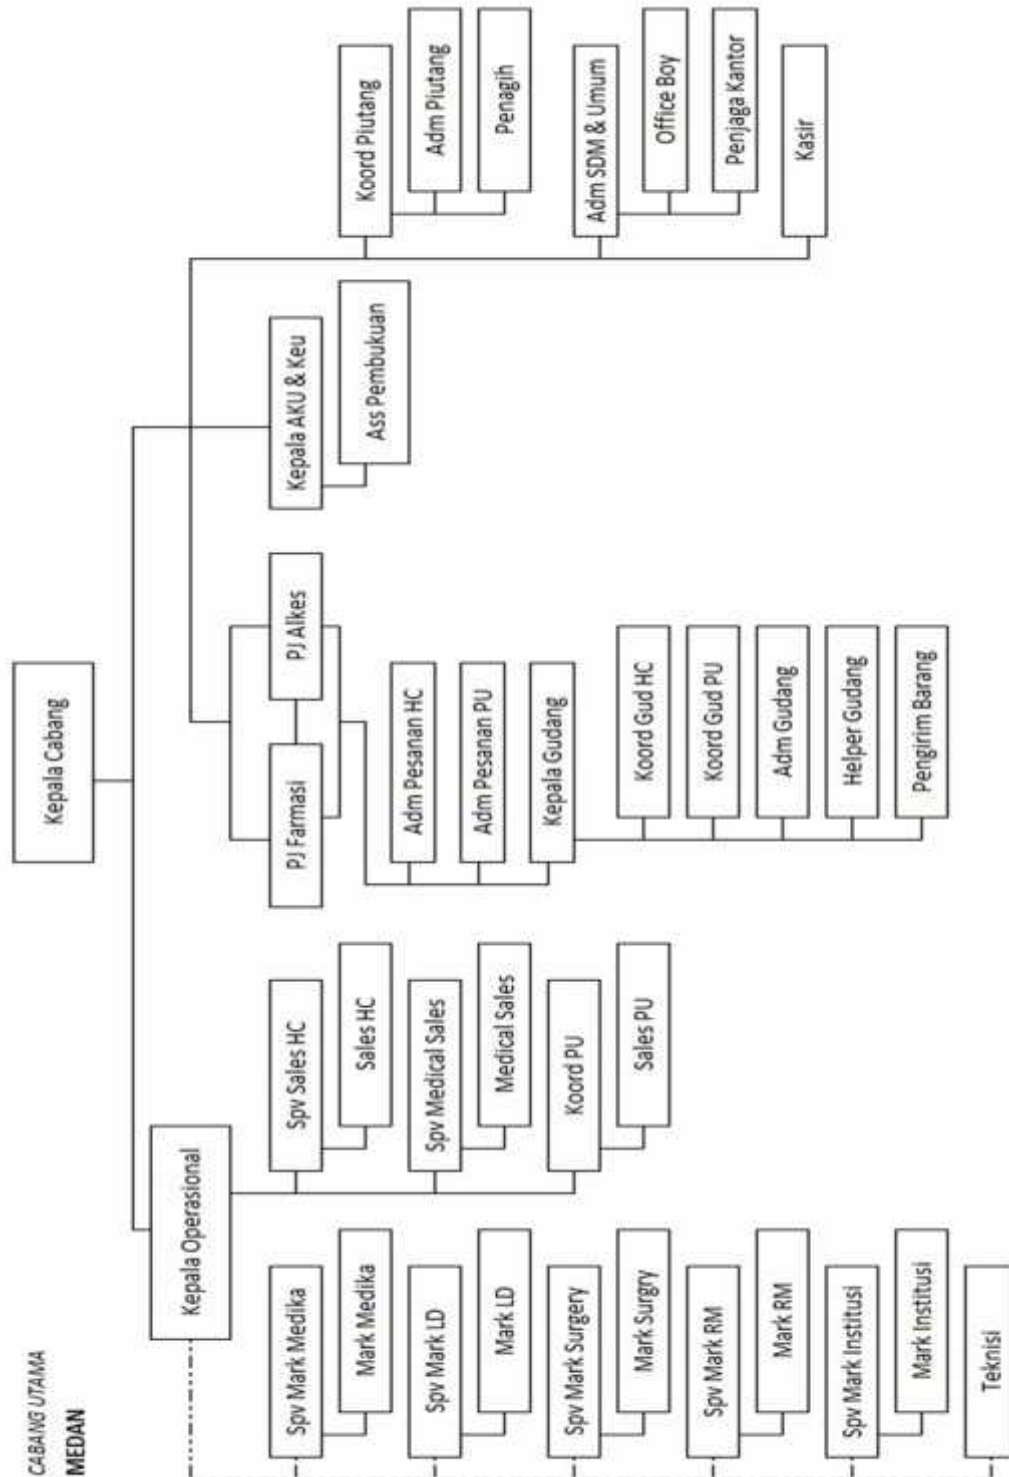 CABANG UTAMA
MEDAN
Kepala Cabang
Kepala Operasional
Spv Mark Medika
Mark Medika
Spv Mark LD
Mark LD
Spv Mark Surgery
Mark Surgry
Spv Mark RM
Mark RM
Spv Mark Institusi
Mark Institusi
Teknisi
Spv Sales HC
Sales HC
Spv Medical Sales
Medical Sales
Koord PU
Sales PU
PJ Farmasi
PJ Alkes
Adm Pesanan HC
Adm Pesanan PU
Kepala Gudang
Koord Gud HC
Koord Gud PU
Adm Gudang
Helper Gudang
Pengirim Barang
Kepala AKU & Keu
Ass Pembukuan
Koord Piutang
Adm Piutang
Penagih
Adm SDM & Umum
Office Boy
Penjaga Kantor
Kasir